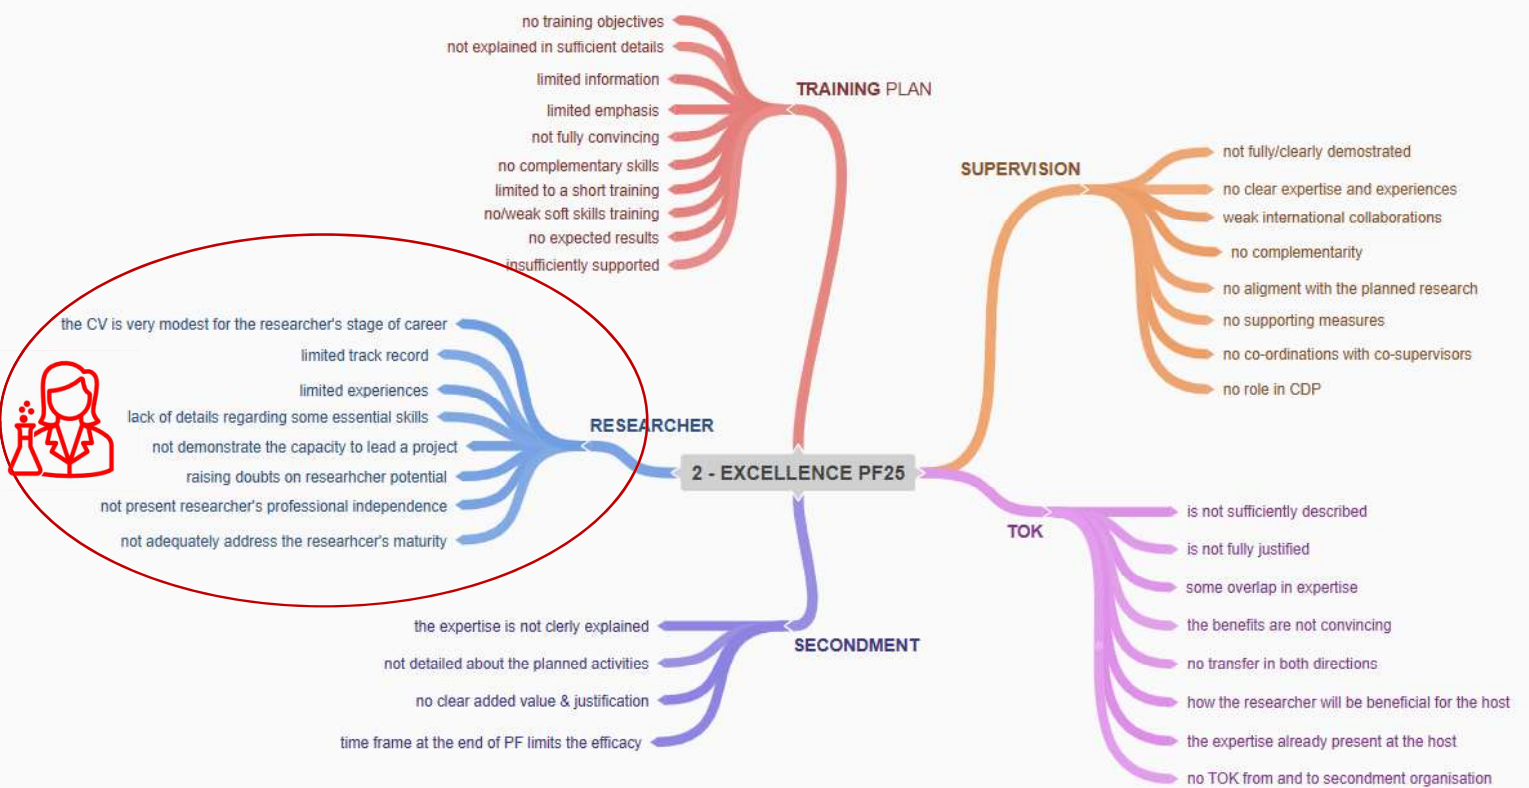 no training objectives
not explained in sufficient details
limited information
limited emphasis
not fully convincing
no complementary skills
limited to a short training
no/weak soft skills training
no expected results
insufficiently supported
TRAINING PLAN
SUPERVISION
not fully/clearly demostrated
no clear expertise and experiences
weak international collaborations
no complementarity
no aligment with the planned research
no supporting measures
no co-ordinations with co-supervisors
no role in CDP
the CV is very modest for the researcher's stage of career
limited track record
limited experiences
lack of details regarding some essential skills
not demonstrate the capacity to lead a project
raising doubts on researhcher potential
not present researcher's professional independence
not adequately address the researhcer's maturity
RESEARCHER
2 - EXCELLENCE PF25
TOK
is not sufficiently described
is not fully justified
some overlap in expertise
the benefits are not convincing
no transfer in both directions
how the researcher will be beneficial for the host
the expertise already present at the host
no TOK from and to secondment organisation
the expertise is not clerly explained
not detailed about the planned activities
no clear added value & justification
time frame at the end of PF limits the efficacy
SECONDMENT